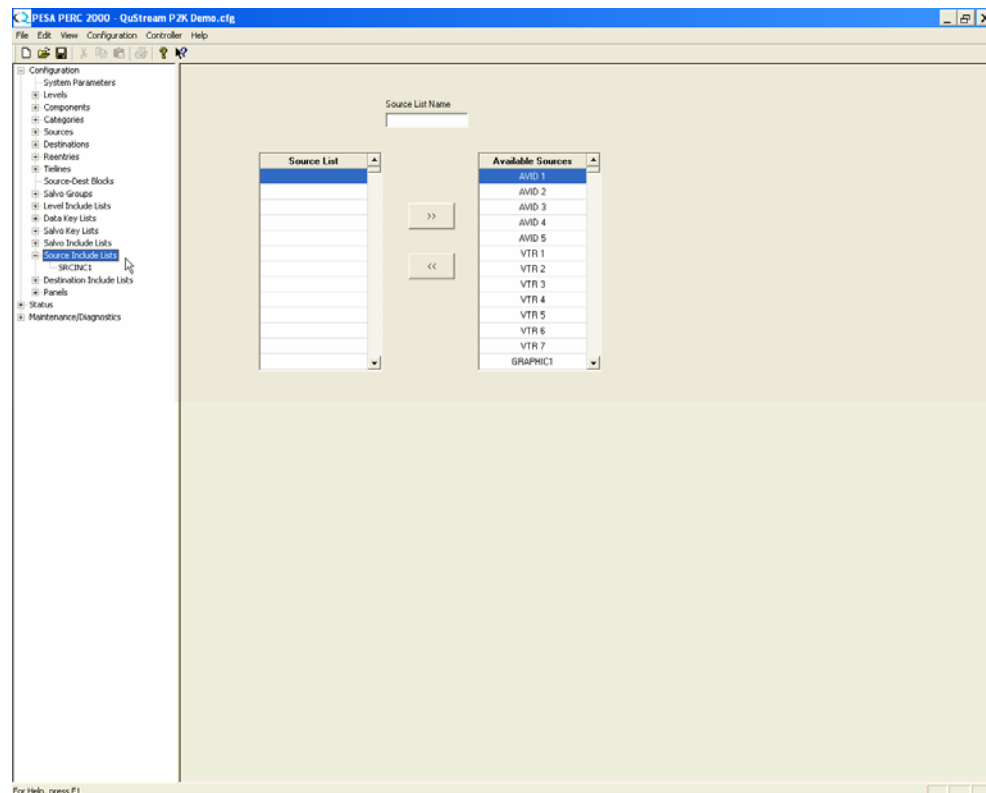 PESA PERC 2000 - QuStream P2K Demo.cfg
File Edit View Configuration Controller Help
Configuration
System Parameters
Levels
Components
Categories
Sources
Destinations
Reentries
Tielines
Source-Dest Blocks
Salvo Groups
Level Include Lists
Data Key Lists
Salvo Key Lists
Salvo Include Lists
Source Include Lists
SRCINC1
Destination Include Lists
Panels
Status
Maintenance/Diagnostics
Source List Name
Source List
>>
<<
Available Sources
AVID 1
AVID 2
AVID 3
AVID 4
AVID 5
VTR 1
VTR 2
VTR 3
VTR 4
VTR 5
VTR 6
VTR 7
GRAPHIC1
For Help, press F1